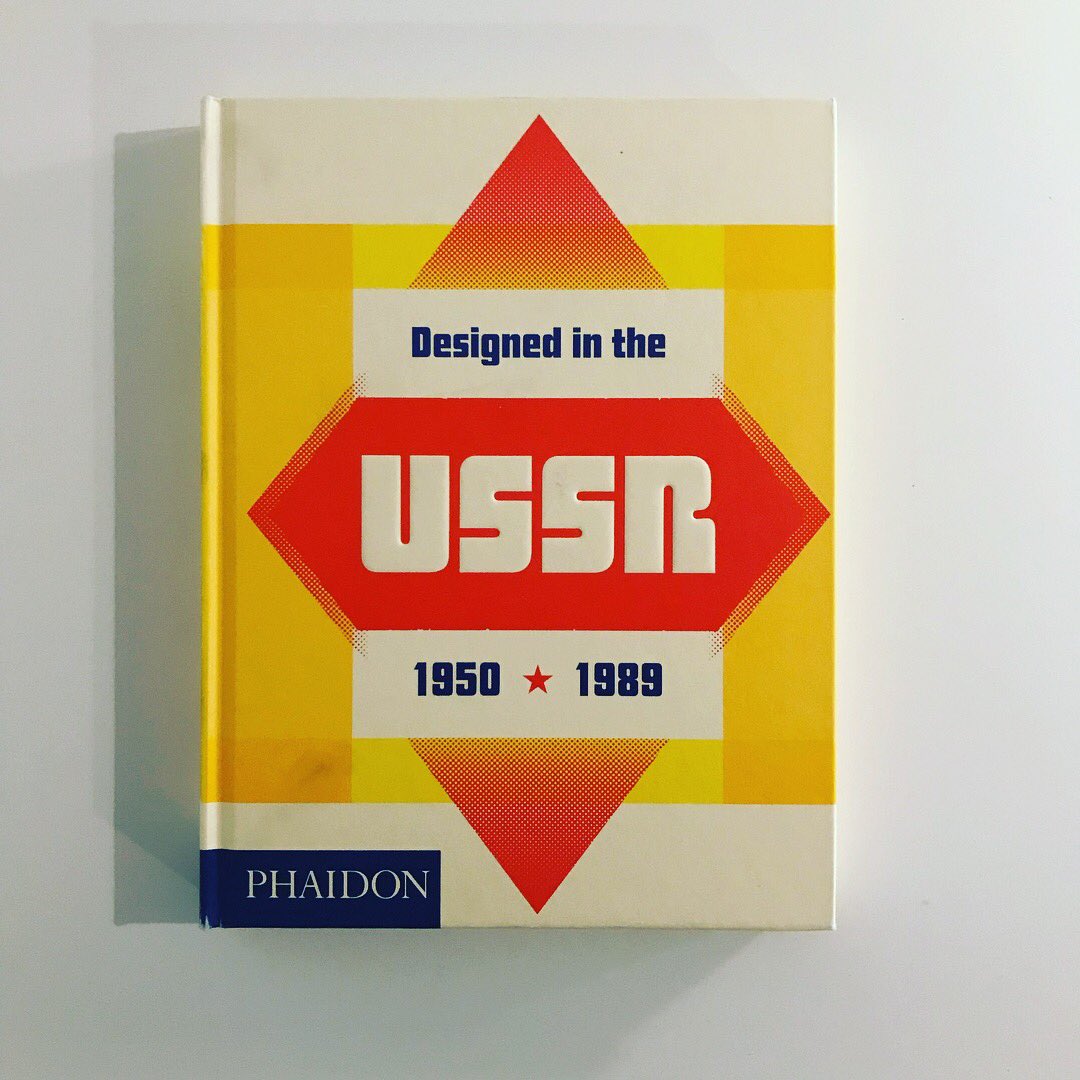 Designed in the
USSR
1950 ★ 1989
PHAIDON